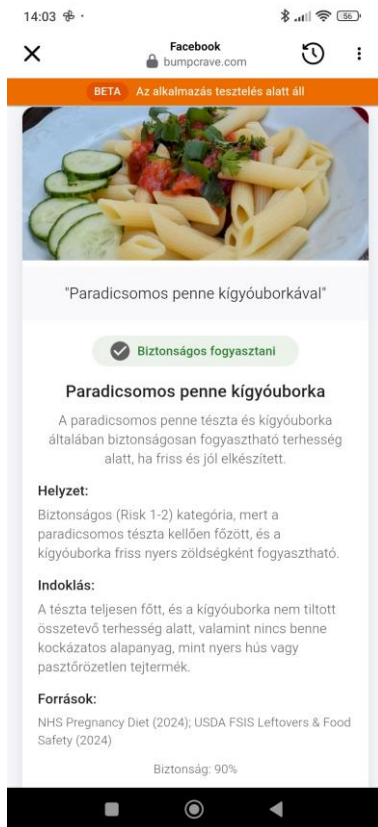 14:03
56
Facebook
bumpcrave.com
BETA Az alkalmazás tesztelés alatt áll
"Paradicsomos penne kígyóuborkával"
Biztonságos fogyasztani
Paradicsomos penne kígyóuborka
A paradicsomos penne tészta és kígyóuborka
általában biztonságosan fogyasztható terhesség
alatt, ha friss és jól elkészített.
Helyzet:
Biztonságos (Risk 1-2) kategória, mert a
paradicsomos tészta kellően főzött, és a
kígyóuborka friss nyers zöldségként fogyasztható.
Indoklás:
A tészta teljesen főtt, és a kígyóuborka nem tiltott
összetevő terhesség alatt, valamint nincs benne
kockázatos alapanyag, mint nyers hús vagy
pasztőrözetlen tejtermék.
Források:
NHS Pregnancy Diet (2024); USDA FSIS Leftovers & Food
Safety (2024)
Biztonság: 90%